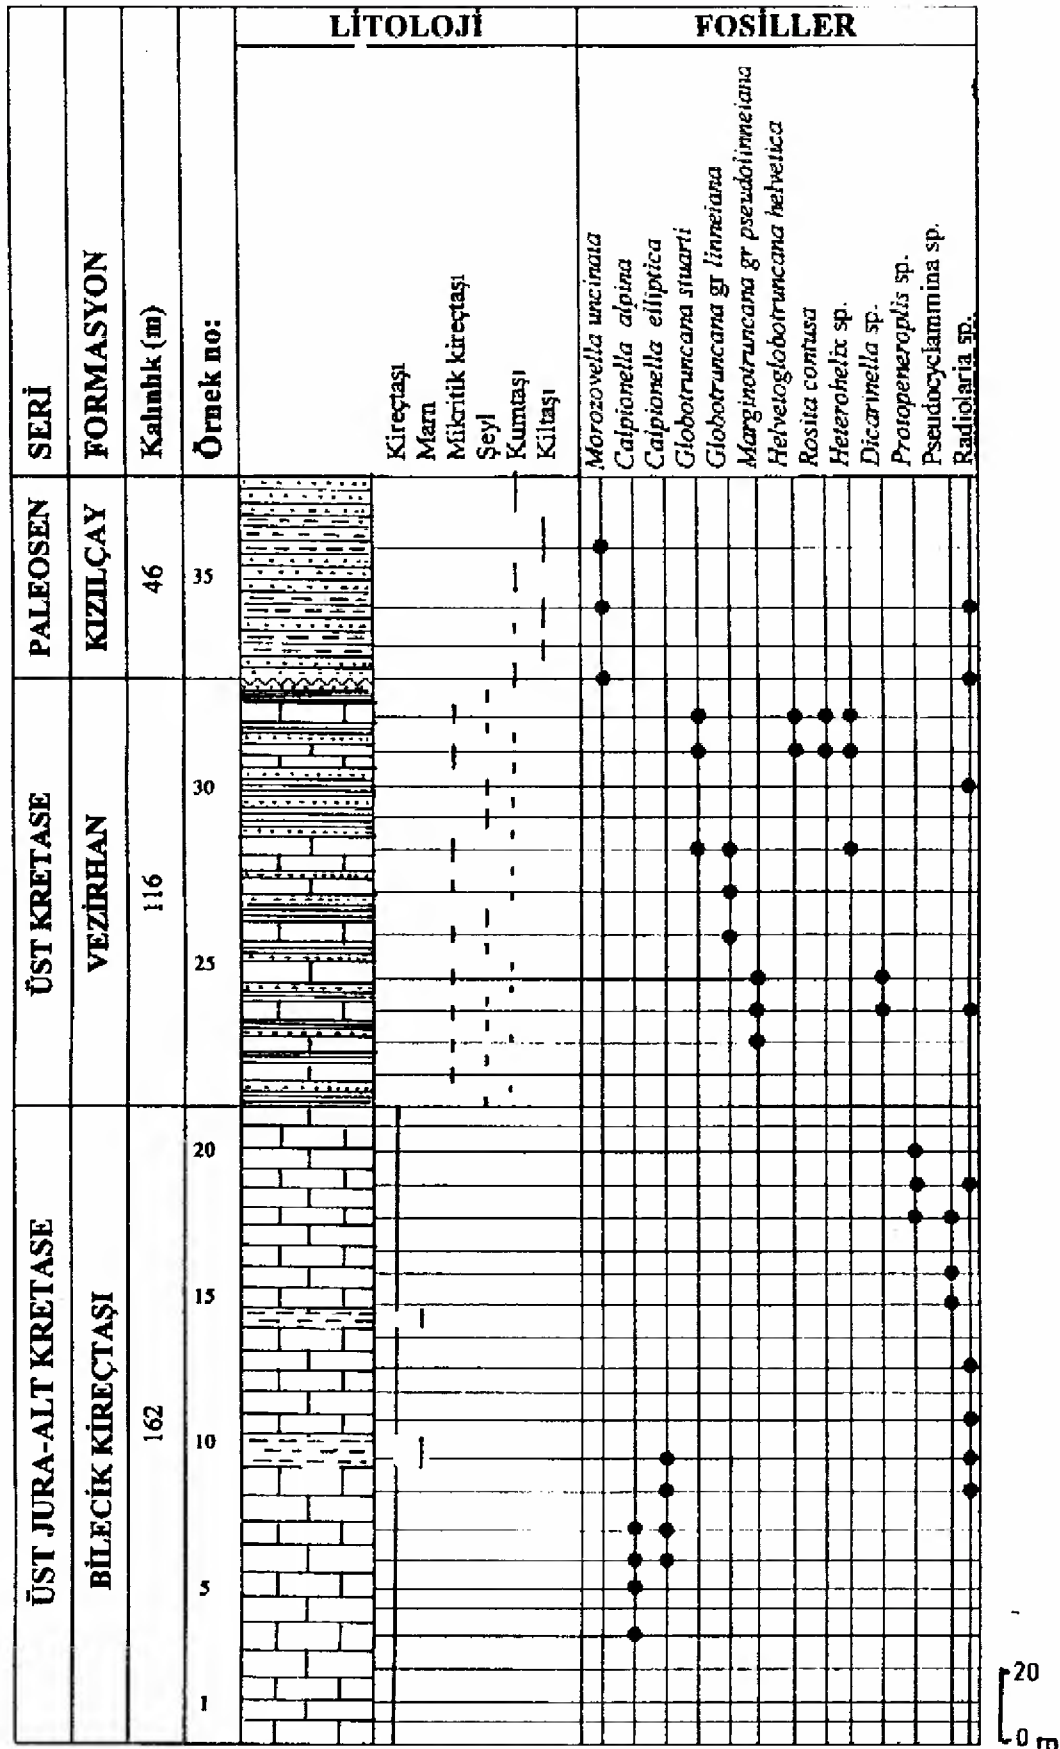 LİTOLOJİ
FOSİLLER
SERİ
FORMASYON
Kalınlık (m)
Örnek no:
Kireçtaşı
Marn
Mikritik kireçtaşı
Şeyl
Kumtaşı
Kiltaşı
Morozovella uncinata
Calpionella alpina
Calpionella elliptica
Globotruncana stuarti
Globotruncana gr linneiana
Marginotruncana gr pseudolinneiana
Helvetoglobotruncana helvetica
Rosita contusa
Heterohelix sp.
Dicarinella sp.
Protopeneroplis sp.
Pseudocyclammina sp.
Radiolaria sp.
PALEOSEN
KIZILÇAY
46
35
ÜST KRETASE
VEZİRHAN
116
30
25
ÜST JURA-ALT KRETASE
BİLECİK KİREÇTAŞI
162
20
15
10
5
1
20
0 m